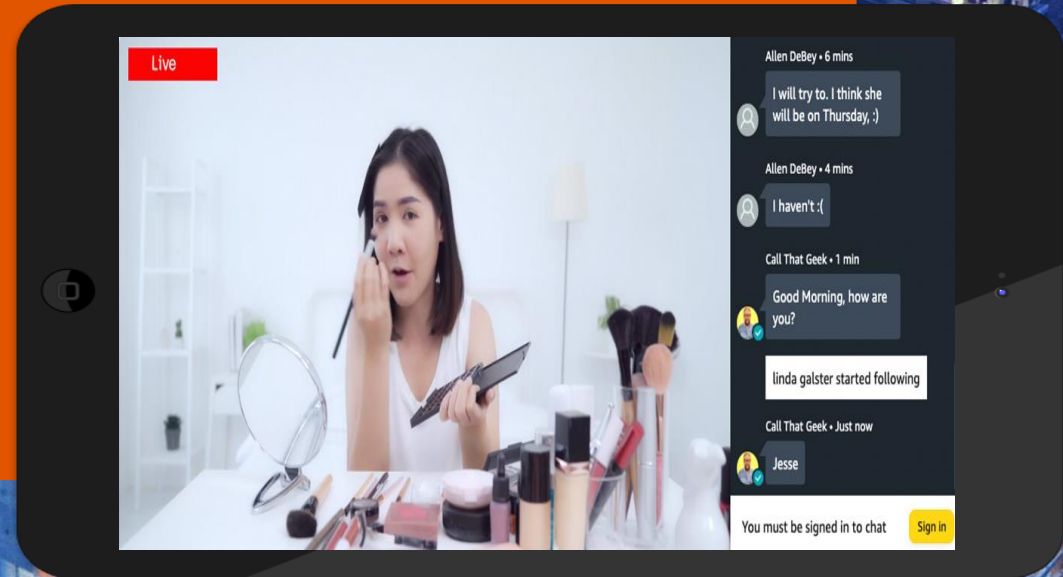 Live
Allen DeBey • 6 mins
I will try to. I think she
will be on Thursday, :)
Allen DeBey • 4 mins
I haven't :(
Call That Geek • 1 min
Good Morning, how are
you?
linda galster started following
Call That Geek • Just now
Jesse
You must be signed in to chat
Sign in